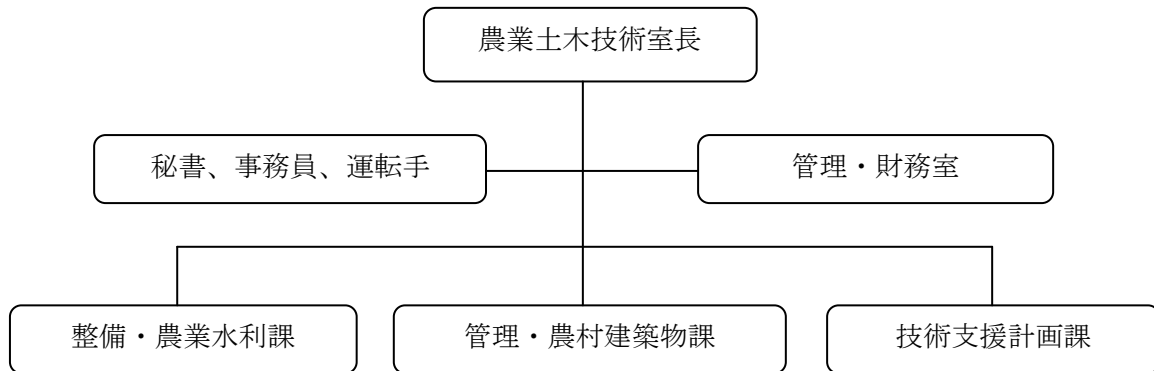 農業土木技術室長
秘書、事務員、運転手
管理・財務室
整備・農業水利課
管理・農村建築物課
技術支援計画課